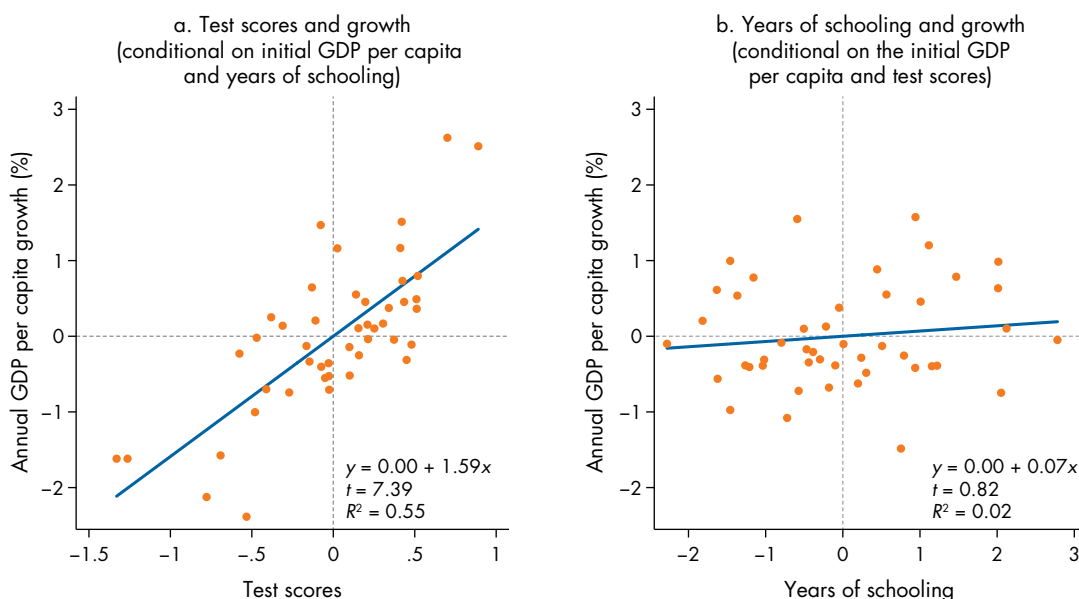 a. Test scores and growth
(conditional on initial GDP per capita
and years of schooling)
Annual GDP per capita growth (%)
3
2
1
0
−1
−2
y = 0.00 + 1.59x
t = 7.39
R² = 0.55
−1.5
−1
−.5
0
.5
1
Test scores
b. Years of schooling and growth
(conditional on the initial GDP
per capita and test scores)
Annual GDP per capita growth (%)
3
2
1
0
−1
−2
y = 0.00 + 0.07x
t = 0.82
R² = 0.02
−2
−1
0
1
2
3
Years of schooling